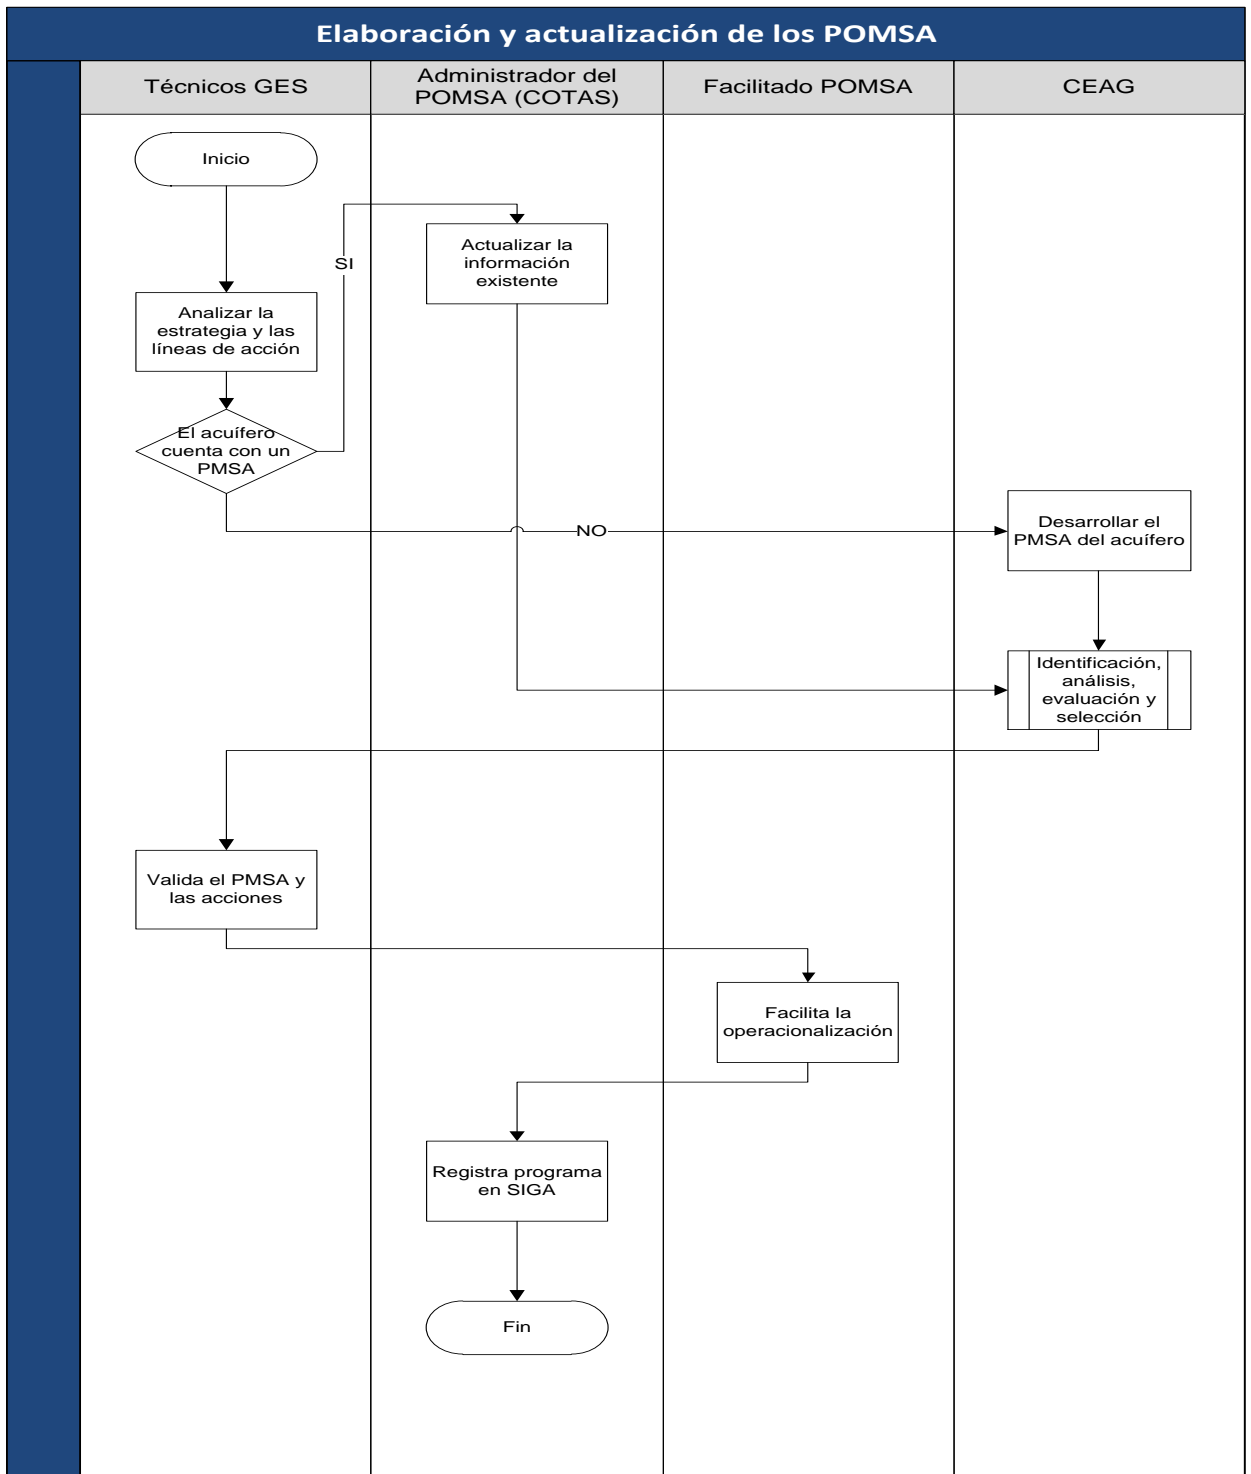 Elaboración y actualización de los POMSA
Técnicos GES
Administrador del
POMSA (COTAS)
Facilitado POMSA
CEAG
Inicio
Actualizar la
información
existente
SI
Analizar la
estrategia y las
líneas de acción
El acuífero
cuenta con un
PMSA
NO
Desarrollar el
PMSA del acuífero
Identificación,
análisis,
evaluación y
selección
Valida el PMSA y
las acciones
Facilita la
operacionalización
Registra programa
en SIGA
Fin